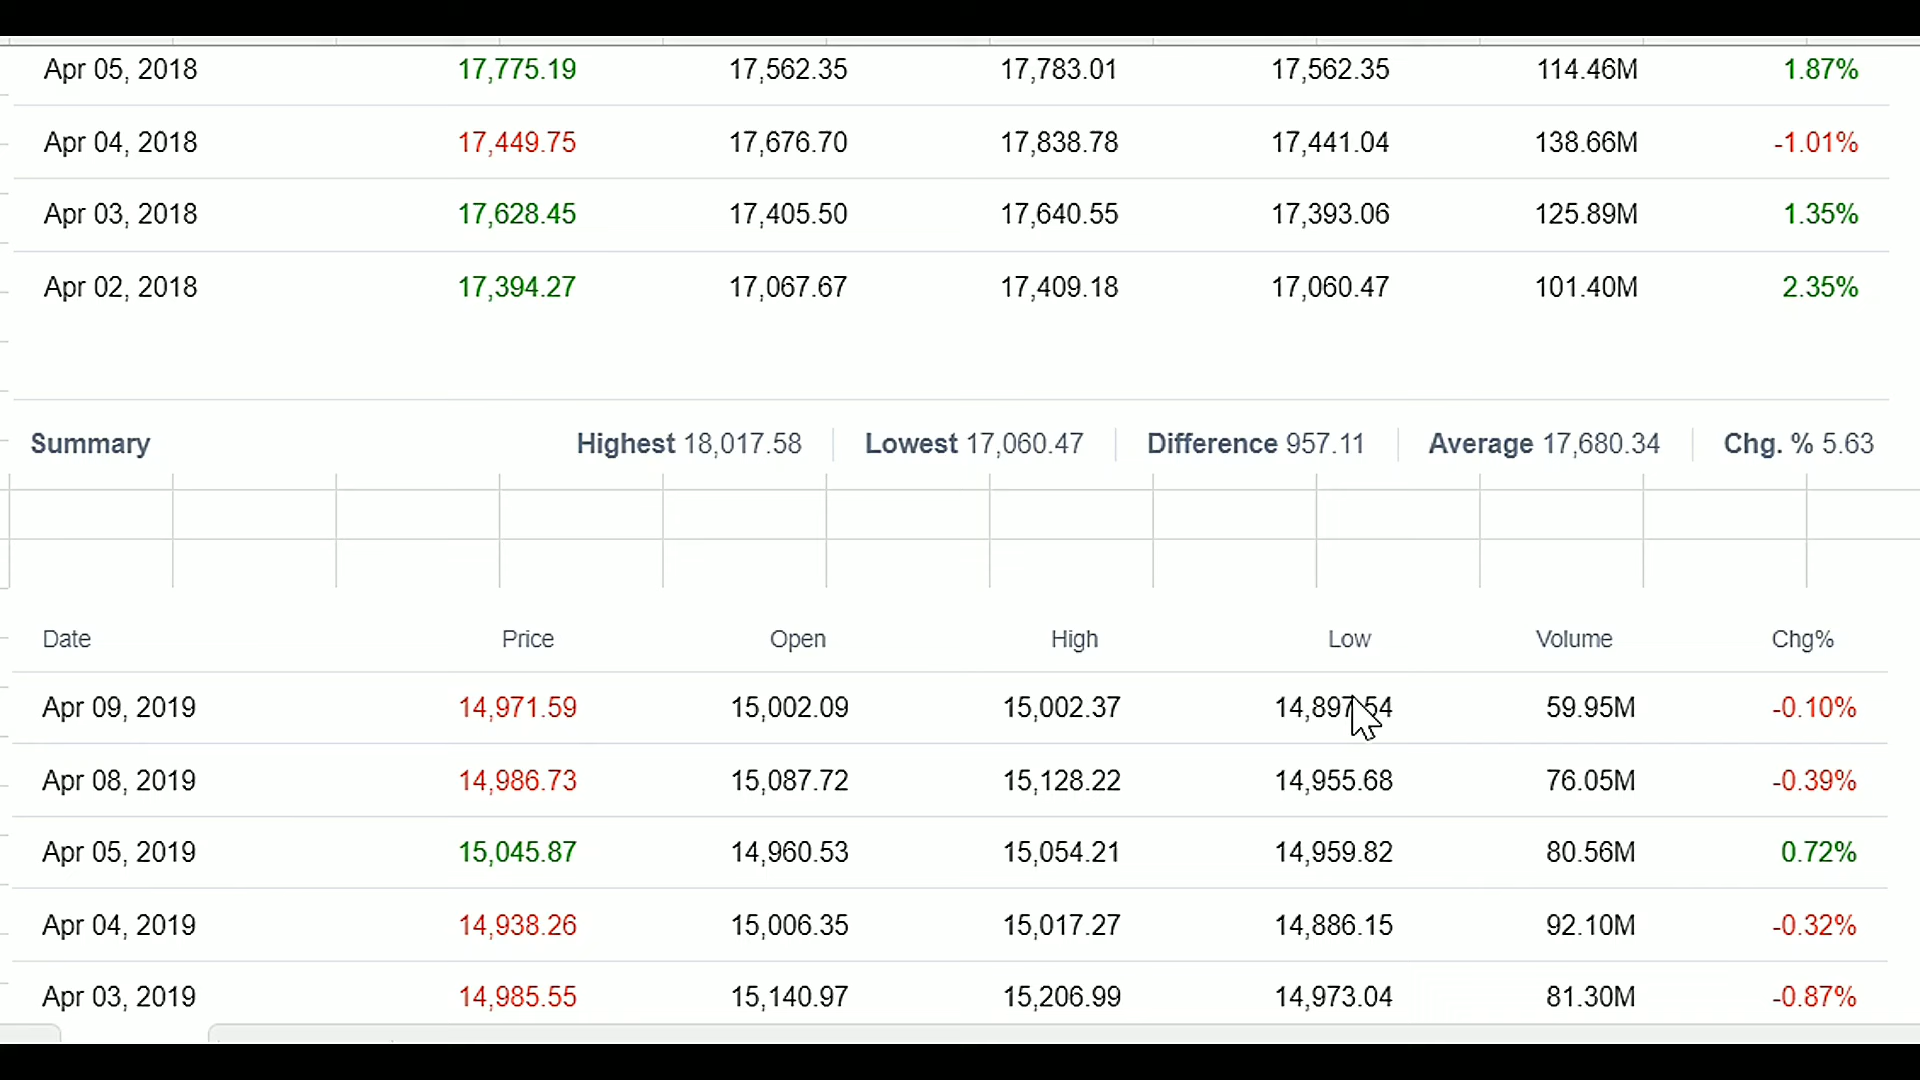 Apr 05, 2018 17,775.19 17,562.35 17,783.01 17,562.35 114.46M 1.87%
Apr 04, 2018 17,449.75 17,676.70 17,838.78 17,441.04 138.66M -1.01%
Apr 03, 2018 17,628.45 17,405.50 17,640.55 17,393.06 125.89M 1.35%
Apr 02, 2018 17,394.27 17,067.67 17,409.18 17,060.47 101.40M 2.35%
Summary Highest 18,017.58 Lowest 17,060.47 Difference 957.11 Average 17,680.34 Chg. % 5.63
Date Price Open High Low Volume Chg%
Apr 09, 2019 14,971.59 15,002.09 15,002.37 14,897.54 59.95M -0.10%
Apr 08, 2019 14,986.73 15,087.72 15,128.22 14,955.68 76.05M -0.39%
Apr 05, 2019 15,045.87 14,960.53 15,054.21 14,959.82 80.56M 0.72%
Apr 04, 2019 14,938.26 15,006.35 15,017.27 14,886.15 92.10M -0.32%
Apr 03, 2019 14,985.55 15,140.97 15,206.99 14,973.04 81.30M -0.87%